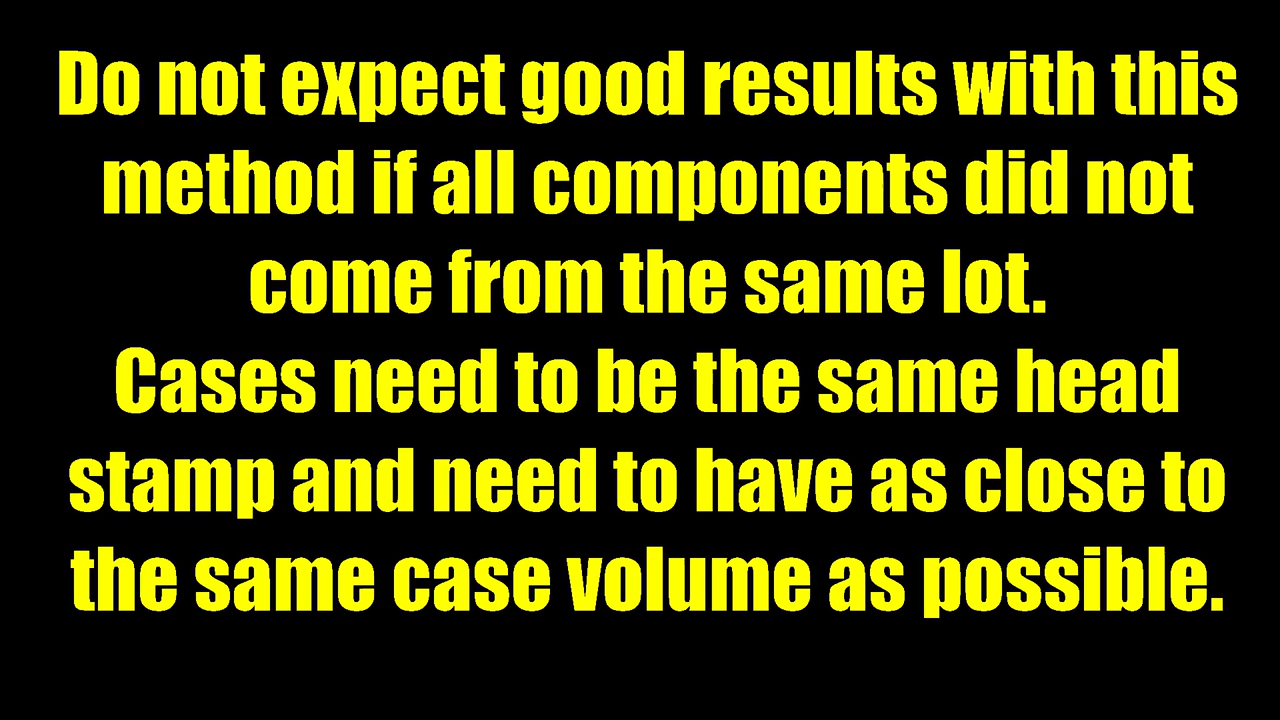 Do not expect good results with this
method if all components did not
come from the same lot.
Cases need to be the same head
stamp and need to have as close to
the same case volume as possible.